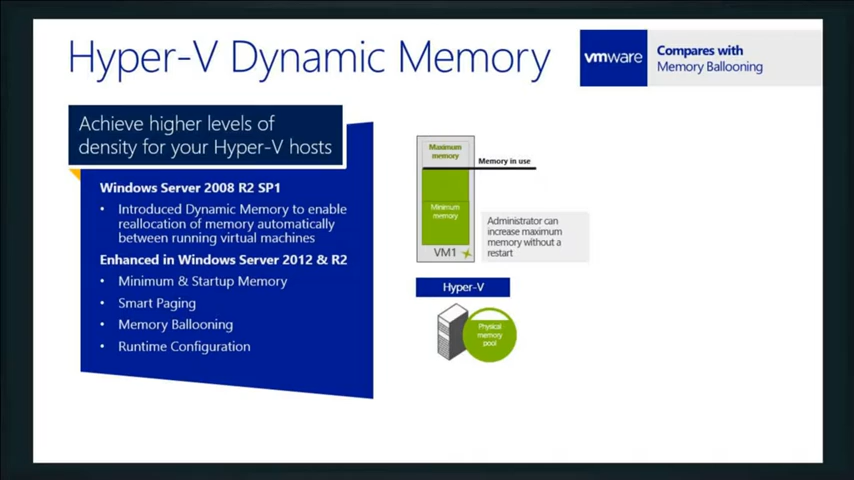 Hyper-V Dynamic Memory
vmware
Compares with
Memory Ballooning
Achieve higher levels of
density for your Hyper-V hosts
Windows Server 2008 R2 SP1
• Introduced Dynamic Memory to enable
reallocation of memory automatically
between running virtual machines
Enhanced in Windows Server 2012 & R2
• Minimum & Startup Memory
• Smart Paging
• Memory Ballooning
• Runtime Configuration
Maximum
memory
Memory in use
Minimum
memory
VM1
Administrator can
increase maximum
memory without a
restart
Hyper-V
Physical
memory
pool